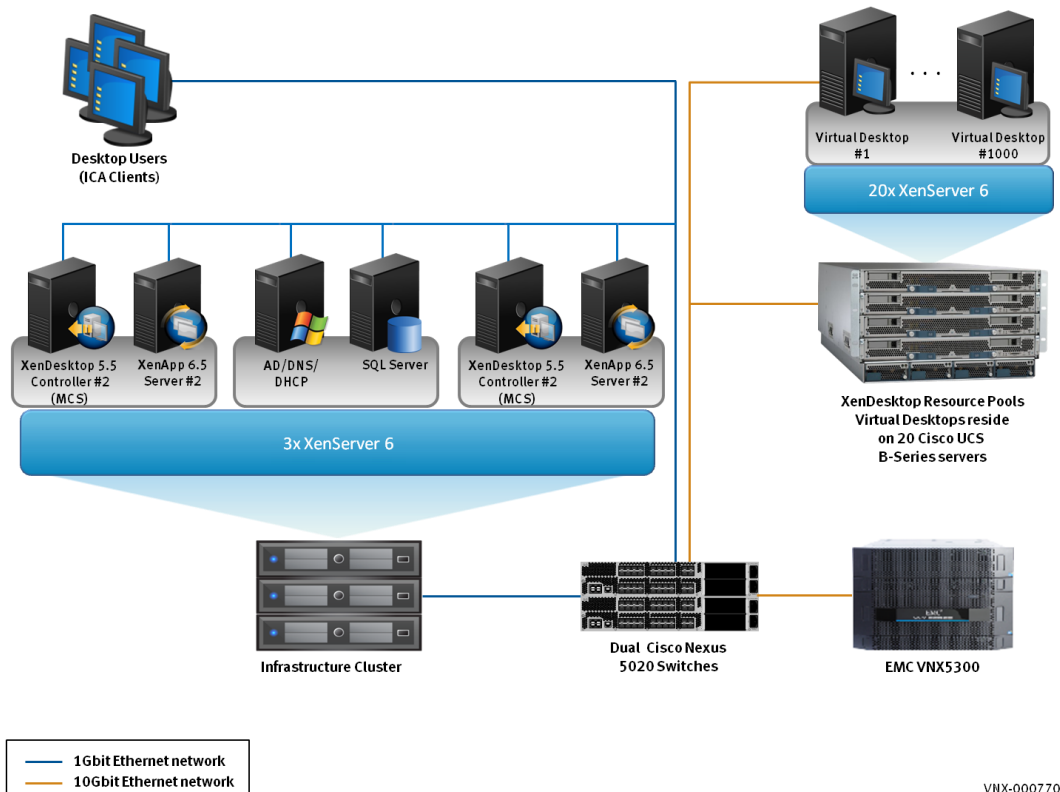 Desktop Users
(ICA Clients)
Virtual Desktop
#1
. . .
Virtual Desktop
#1000
20x XenServer 6
XenDesktop 5.5
Controller #2
(MCS)
XenApp 6.5
Server #2
AD/DNS/
DHCP
SQL Server
XenDesktop 5.5
Controller #2
(MCS)
XenApp 6.5
Server #2
3x XenServer 6
XenDesktop Resource Pools
Virtual Desktops reside
on 20 Cisco UCS
B-Series servers
Infrastructure Cluster
Dual Cisco Nexus
5020 Switches
EMC VNX5300
1Gbit Ethernet network
10Gbit Ethernet network
VNX-000770